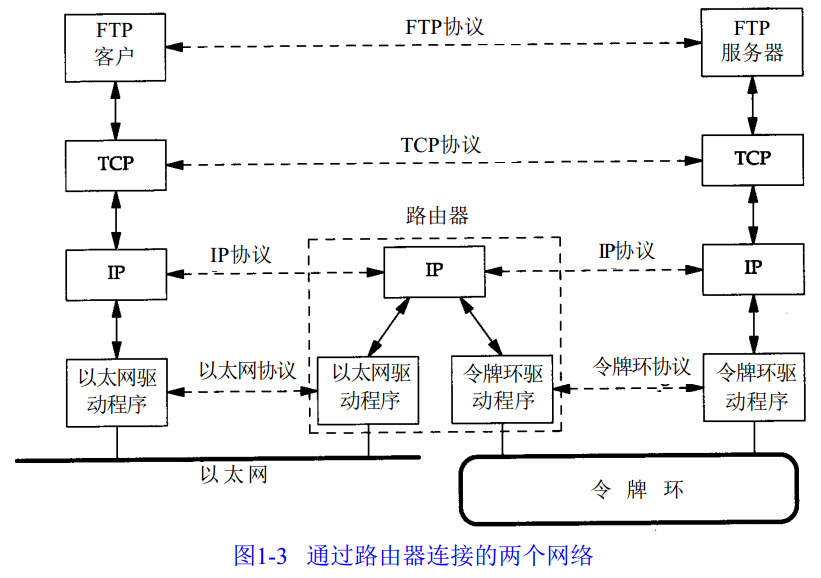 FTP
客户
FTP协议
FTP
服务器
TCP
TCP协议
TCP
路由器
IP
IP协议
IP
IP协议
IP
以太网驱
动程序
以太网协议
以太网驱
动程序
令牌环驱
动程序
令牌环协议
令牌环驱
动程序
以太网
令牌环
图1-3 通过路由器连接的两个网络